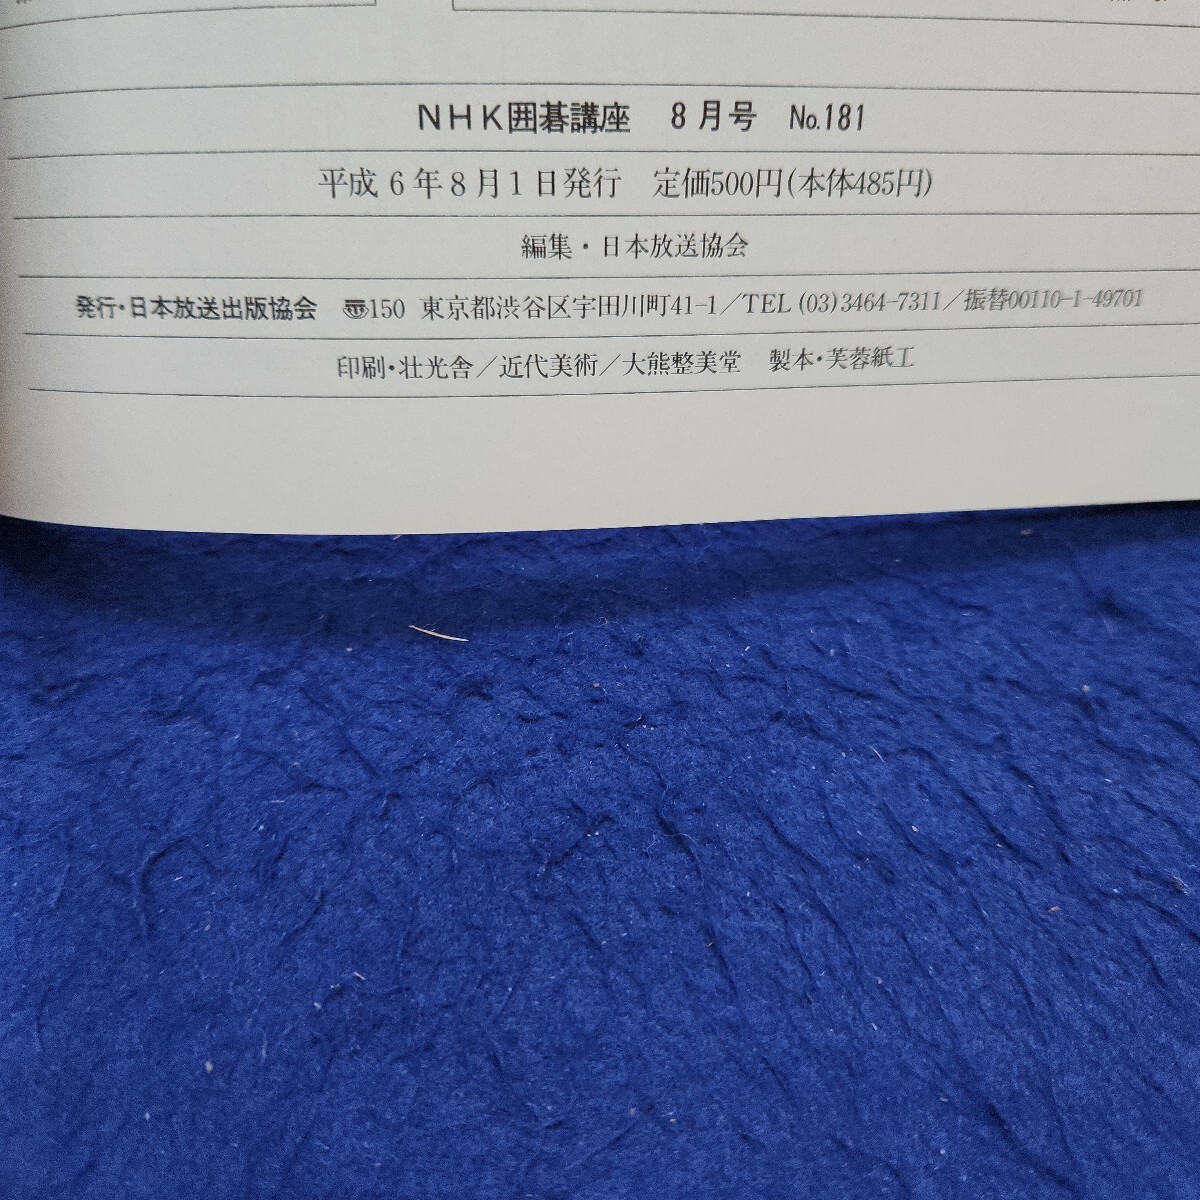 NHK囲碁講座 8月号 No.181
平成6年8月1日発行 定価500円(本体485円)
編集・日本放送協会
発行・日本放送出版協会 〠150 東京都渋谷区宇田川町41-1／TEL (03)3464-7311／振替00110-1-49701
印刷・壮光舎／近代美術／大熊整美堂 製本・芙蓉紙工